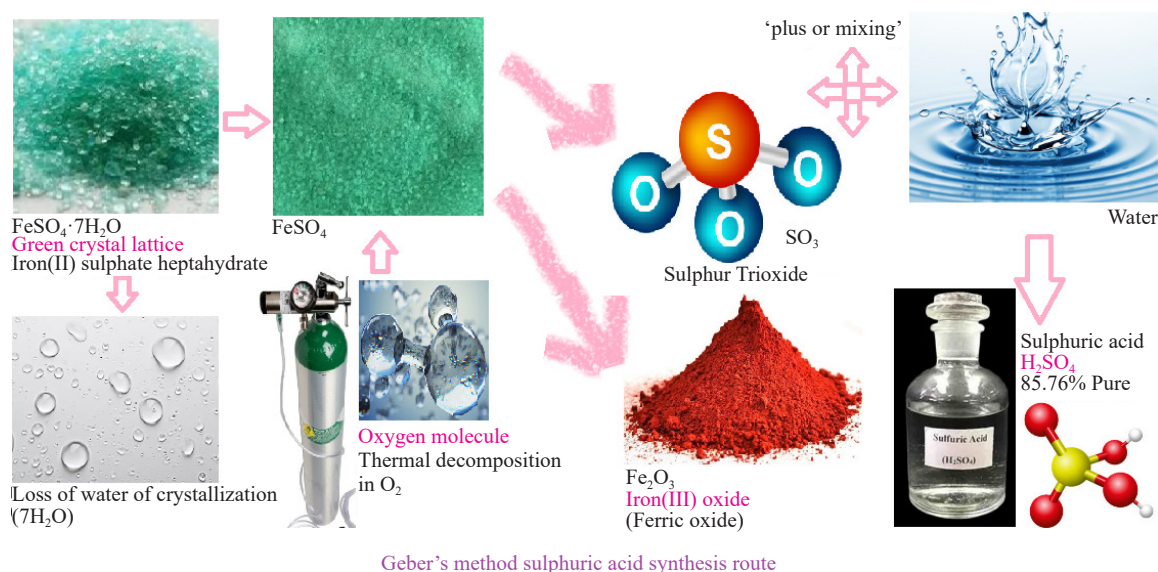 FeSO₄·7H₂O
Green crystal lattice
Iron(II) sulphate heptahydrate
FeSO₄
‘plus or mixing’
S
O
O
O
SO₃
Sulphur Trioxide
Water
Loss of water of crystallization
(7H₂O)
Oxygen molecule
Thermal decomposition
in O₂
Fe₂O₃
Iron(III) oxide
(Ferric oxide)
Sulfuric Acid
(H₂SO₄)
Sulphuric acid
H₂SO₄
85.76% Pure
Geber’s method sulphuric acid synthesis route